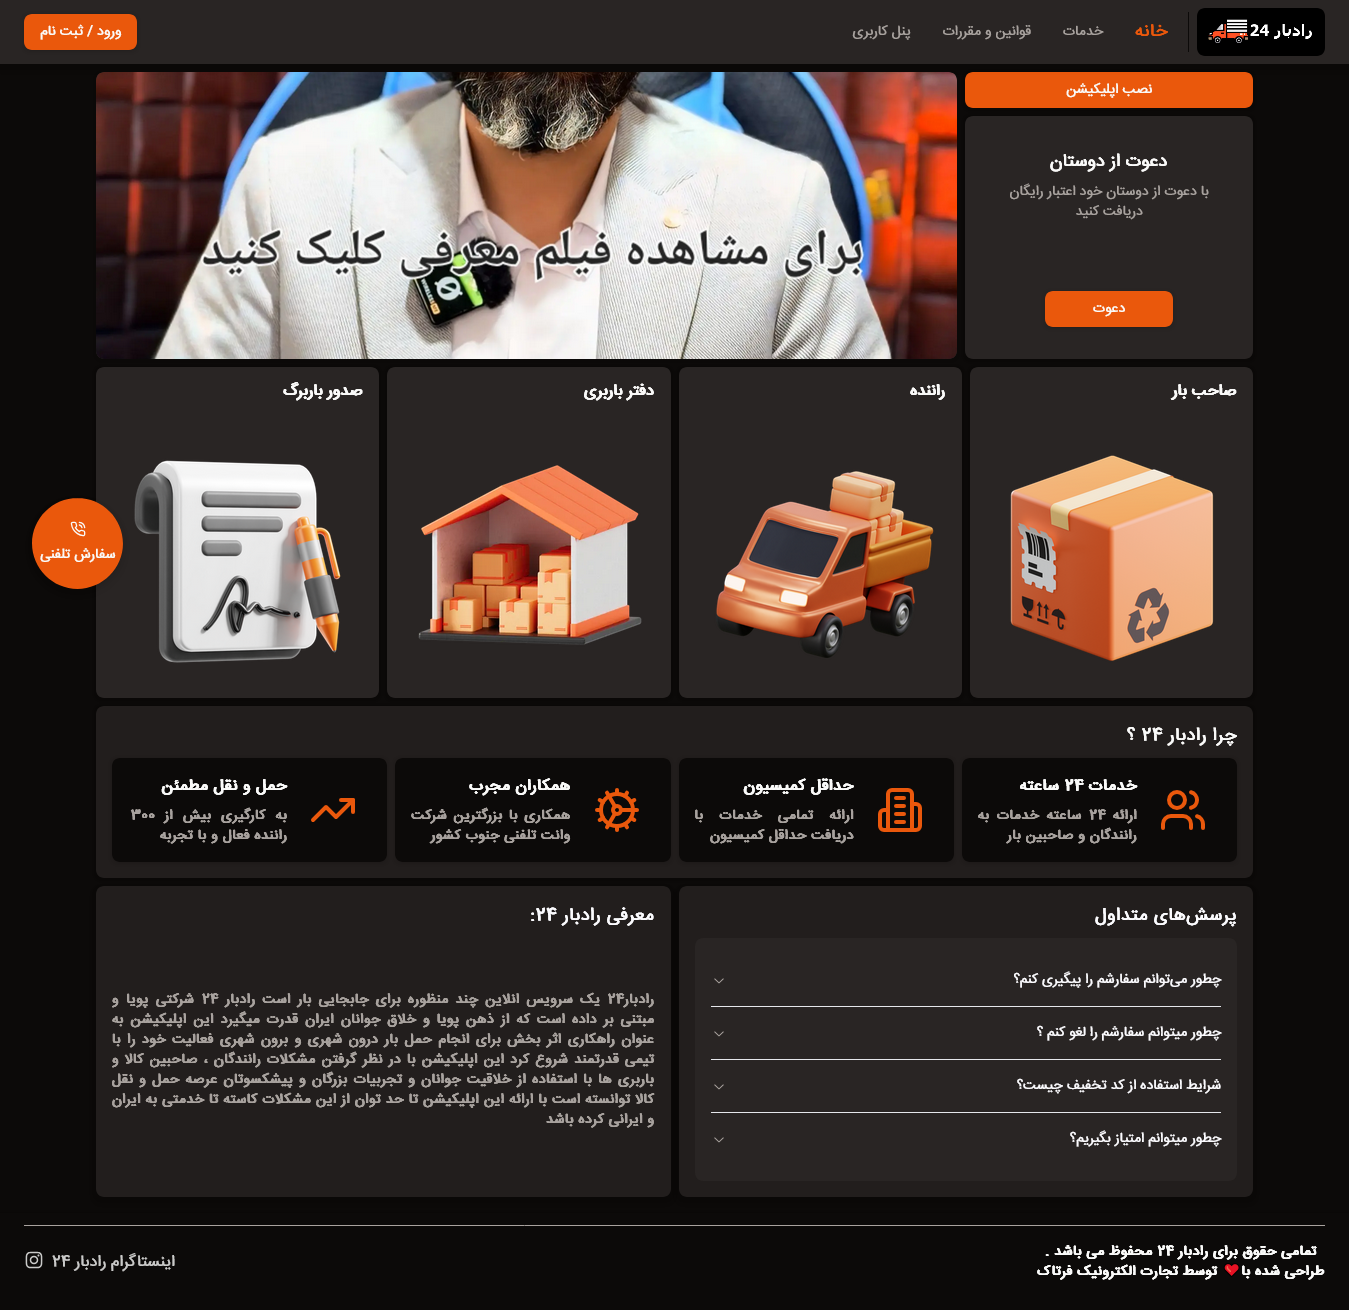 رادبار 24
خانه
خدمات
قوانین و مقررات
پنل کاربری
ورود / ثبت نام
نصب اپلیکیشن
دعوت از دوستان
با دعوت از دوستان خود اعتبار رایگان
دریافت کنید
دعوت
برای مشاهده فیلم معرفی کلیک کنید
صاحب بار
راننده
دفتر باربری
صدور باربرگ
سفارش تلفنی
چرا رادبار ۲۴ ؟
خدمات ۲۴ ساعته
ارائه ۲۴ ساعته خدمات به
رانندگان و صاحبین بار
حداقل کمیسیون
ارائه تمامی خدمات با
دریافت حداقل کمیسیون
همکاران مجرب
همکاری با بزرگترین شرکت
وانت تلفنی جنوب کشور
حمل و نقل مطمئن
به کارگیری بیش از ۳۰۰
راننده فعال و با تجربه
پرسش‌های متداول
چطور می‌توانم سفارشم را پیگیری کنم؟
چطور میتوانم سفارشم را لغو کنم ؟
شرایط استفاده از کد تخفیف چیست؟
چطور میتوانم امتیاز بگیریم؟
معرفی رادبار ۲۴:
رادبار۲۴ یک سرویس انلاین چند منظوره برای جابجایی بار است رادبار ۲۴ شرکتی پویا و
مبتنی بر داده است که از ذهن پویا و خلاق جوانان ایران قدرت میگیرد این اپلیکیشن به
عنوان راهکاری اثر بخش برای انجام حمل بار درون شهری و برون شهری فعالیت خود را با
تیمی قدرتمند شروع کرد این اپلیکیشن با در نظر گرفتن مشکلات رانندگان ، صاحبین کالا و
باربری ها با استفاده از خلاقیت جوانان و تجربیات بزرگان و پیشکسوتان عرصه حمل و نقل
کالا توانسته است با ارائه این اپلیکیشن تا حد توان از این مشکلات کاسته تا خدمتی به ایران
و ایرانی کرده باشد
تمامی حقوق برای رادبار ۲۴ محفوظ می باشد .
طراحی شده با❤️ توسط تجارت الکترونیک فرتاک
اینستاگرام رادبار ۲۴